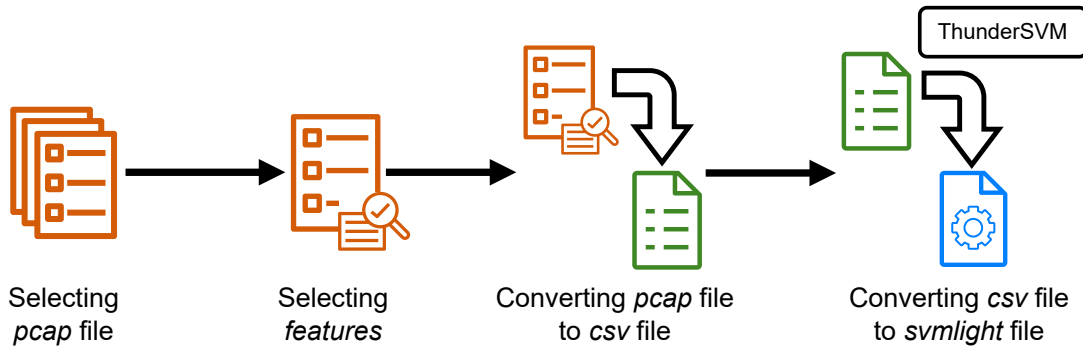 ThunderSVM
Selecting
pcap file
Selecting
features
Converting pcap file
to csv file
Converting csv file
to svmlight file